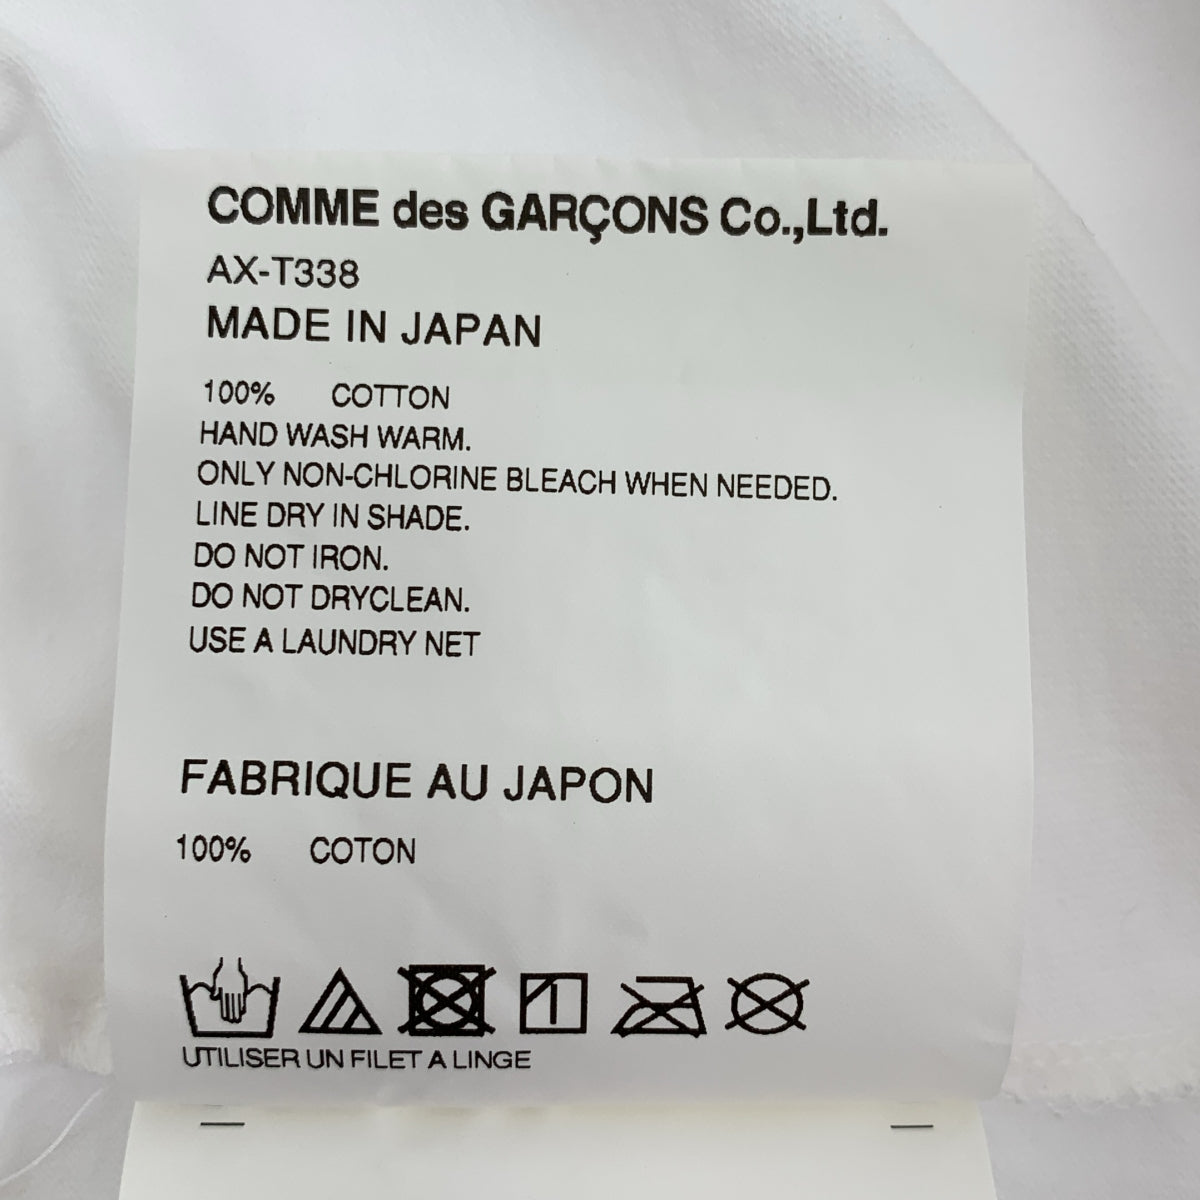 COMME des GARÇONS Co.,Ltd.
AX-T338
MADE IN JAPAN
100% COTTON
HAND WASH WARM.
ONLY NON-CHLORINE BLEACH WHEN NEEDED.
LINE DRY IN SHADE.
DO NOT IRON.
DO NOT DRYCLEAN.
USE A LAUNDRY NET
FABRIQUE AU JAPON
100% COTON
UTILISER UN FILET A LINGE